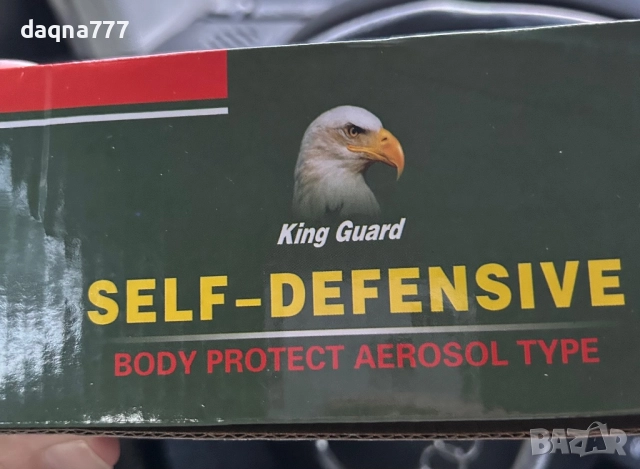 daqna777
King Guard
SELF-DEFENSIVE
BODY PROTECT AEROSOL TYPE
BAZAR